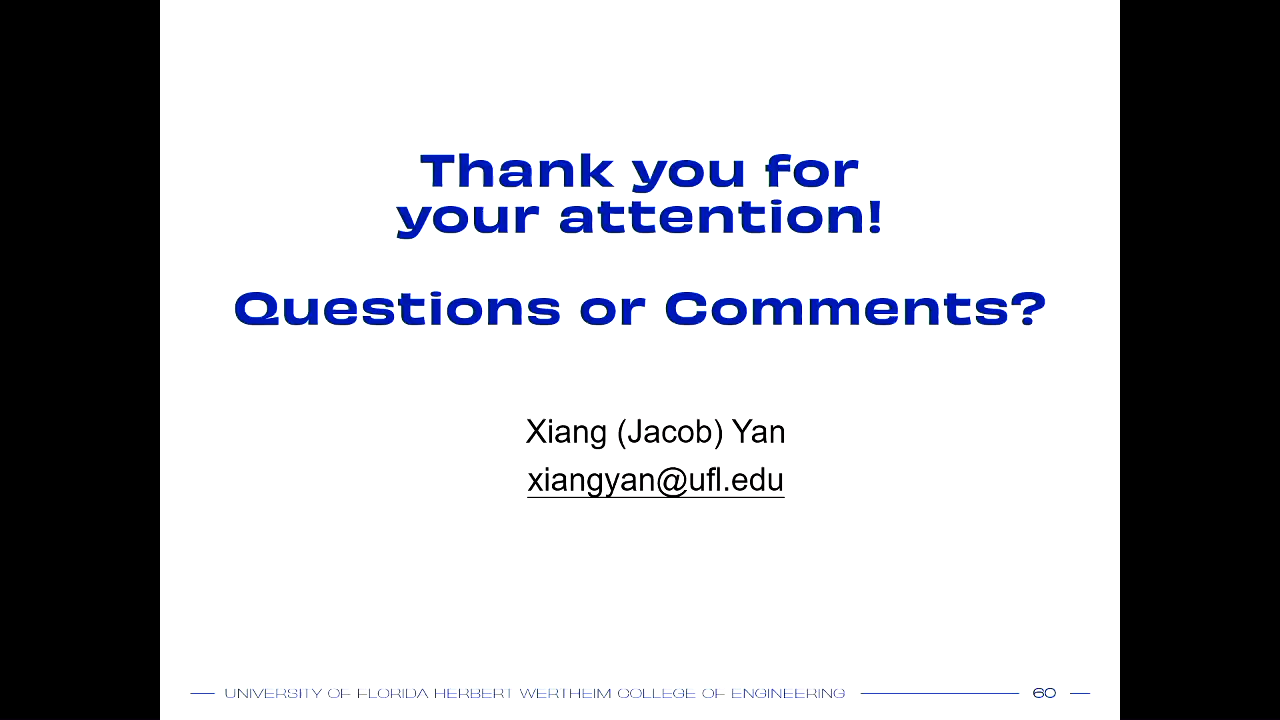 Thank you for
your attention!
Questions or Comments?
Xiang (Jacob) Yan
xiangyan@ufl.edu
UNIVERSITY OF FLORIDA HERBERT WERTHEIM COLLEGE OF ENGINEERING 60